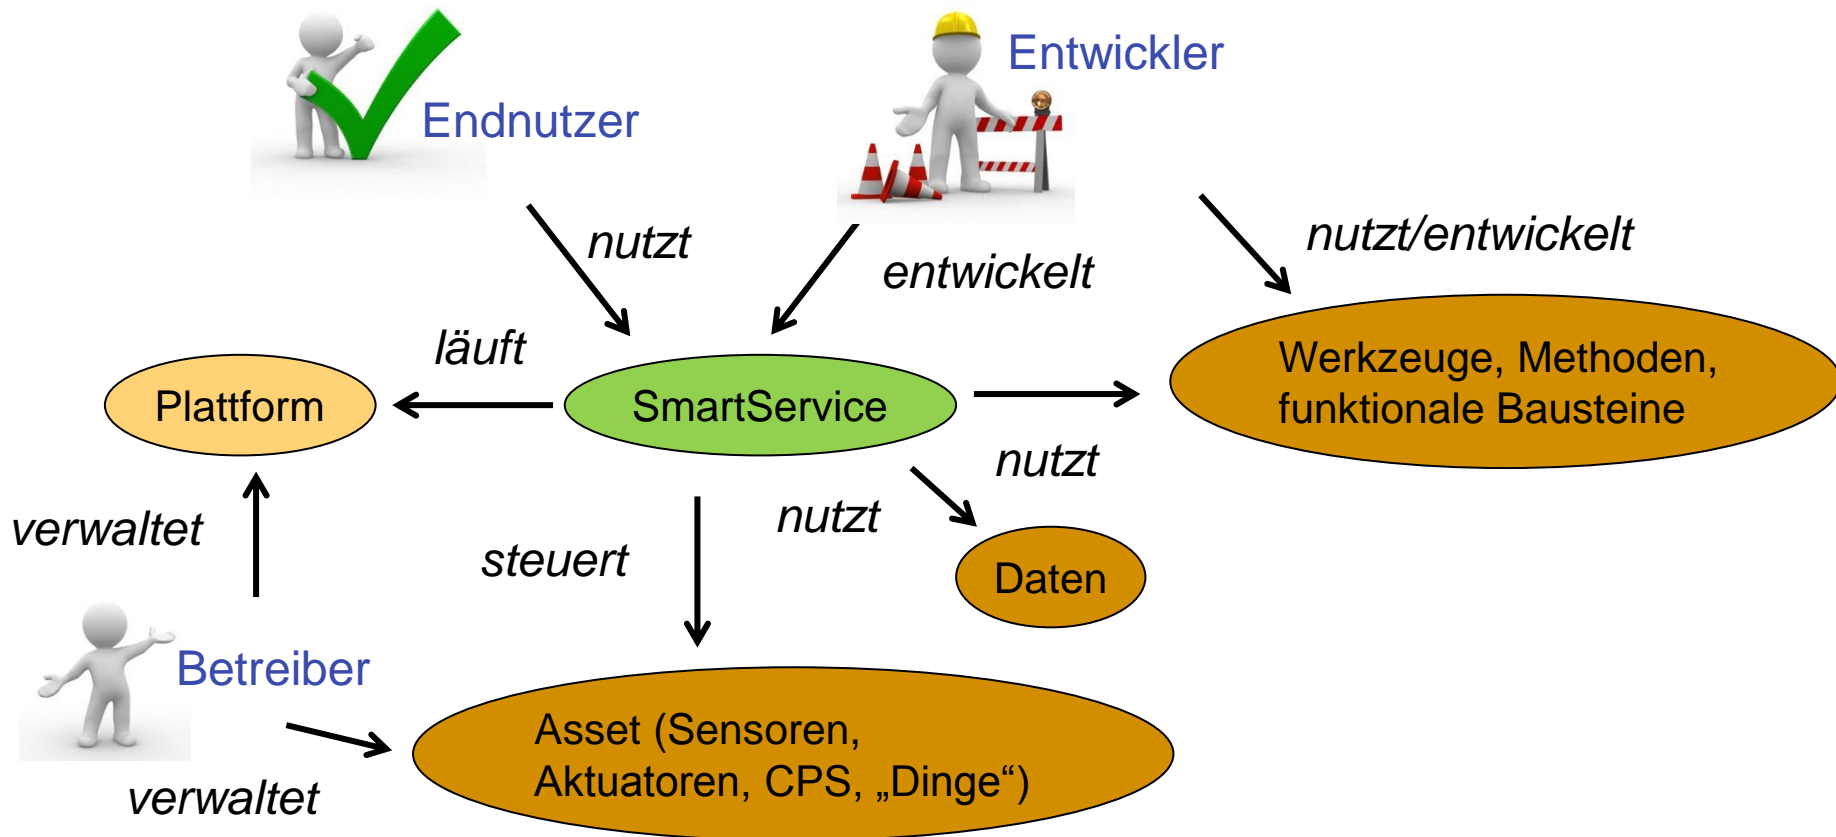 Entwickler
Endnutzer
nutzt
nutzt/entwickelt
entwickelt
läuft
Werkzeuge, Methoden,
funktionale Bausteine
Plattform
SmartService
nutzt
nutzt
verwaltet
steuert
Daten
Betreiber
Asset (Sensoren,
Aktuatoren, CPS, „Dinge“)
verwaltet